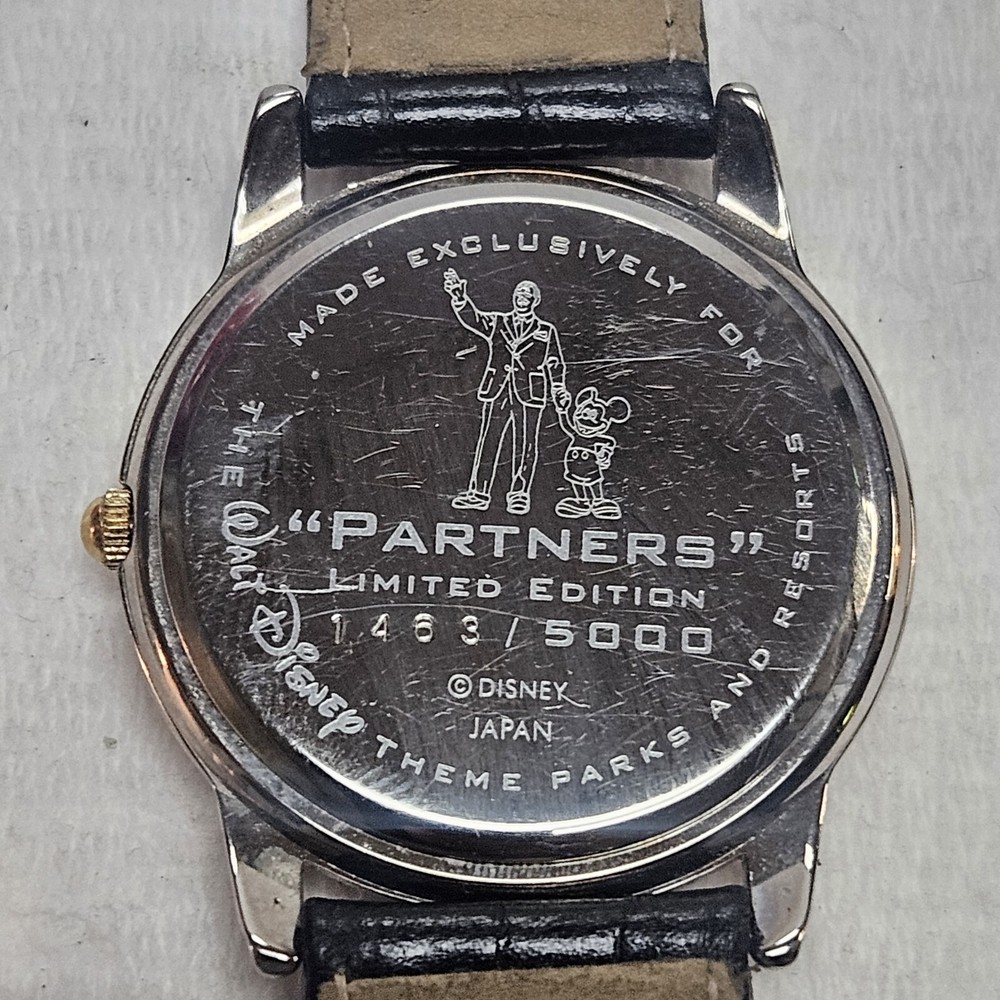 MADE EXCLUSIVELY FOR
THE WALT DISNEY THEME PARKS AND RESORTS
“PARTNERS”
LIMITED EDITION
1463/5000
© DISNEY
JAPAN